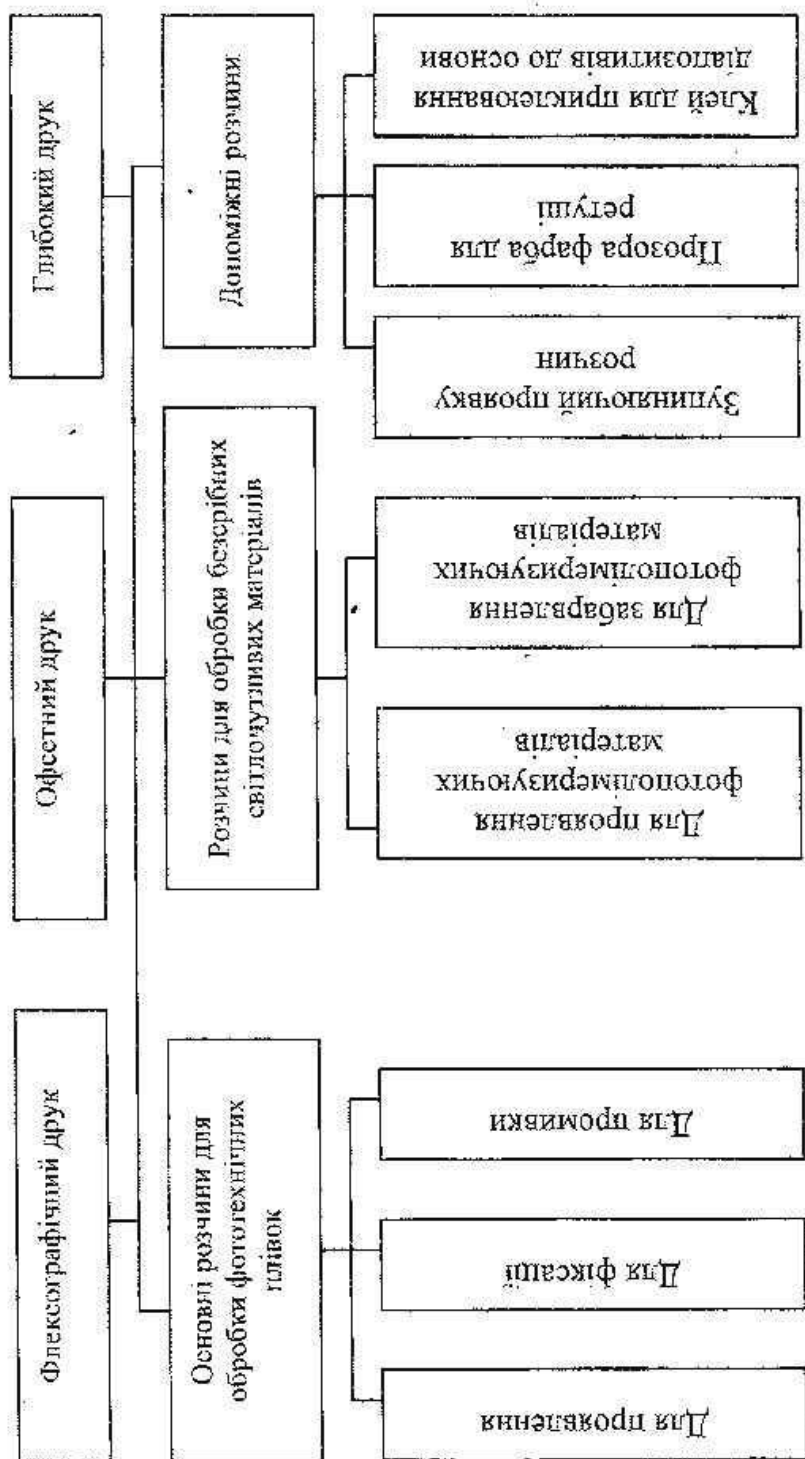 Флексографічний друк
Офсетний друк
Глибокий друк
Основні розчини для
обробки фототехнічних
плівок
Розчини для обробки безсрібних
світлочутливих матеріалів
Допоміжні розчини
Для проявлення
Для фіксації
Для промивки
Для проявлення
фотополімеризуючих
матеріалів
Для забарвлення
фотополімеризуючих
матеріалів
Зупиняючий проявку
розчин
Прозора фарба для
ретуші
Клей для приклеювання
діапозитивів до основи